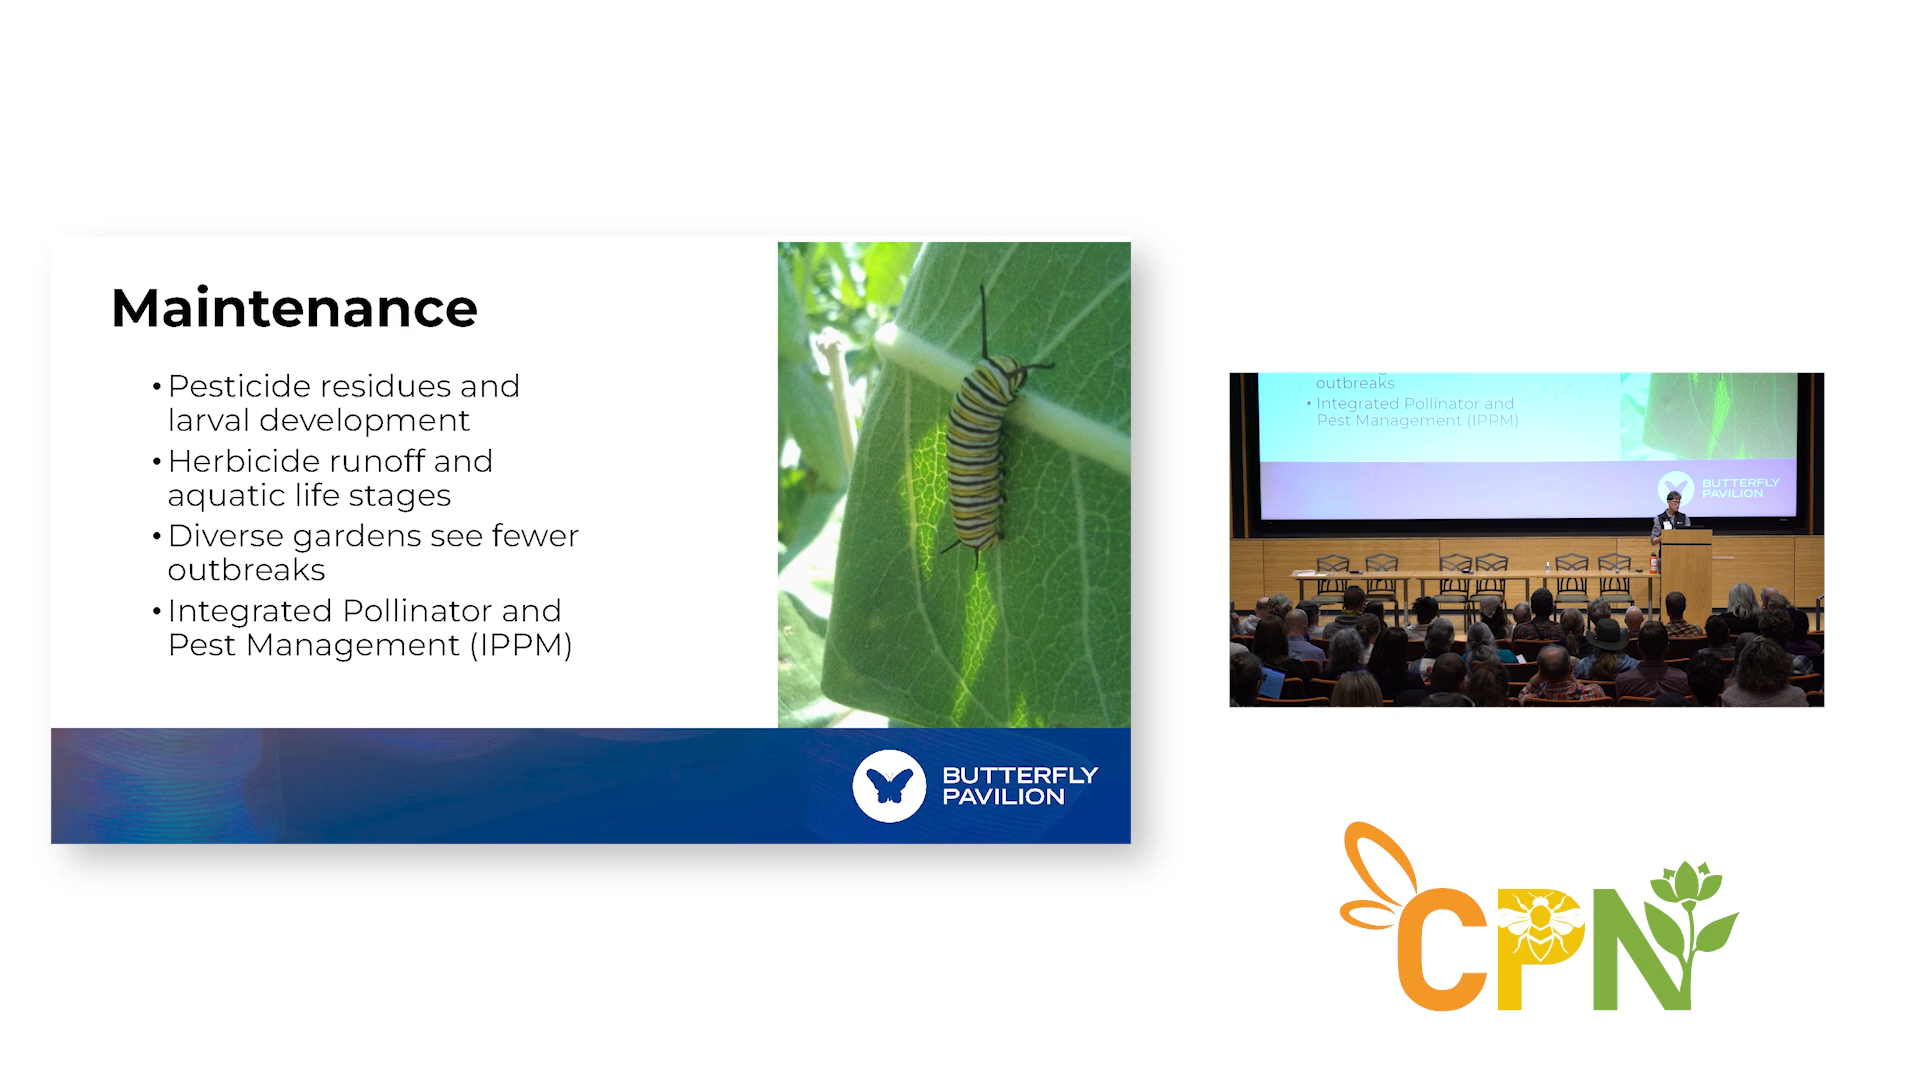 Maintenance
• Pesticide residues and
larval development
• Herbicide runoff and
aquatic life stages
• Diverse gardens see fewer
outbreaks
• Integrated Pollinator and
Pest Management (IPPM)
BUTTERFLY
PAVILION
outbreaks
• Integrated Pollinator and
Pest Management (IPPM)
BUTTERFLY
PAVILION
CPN